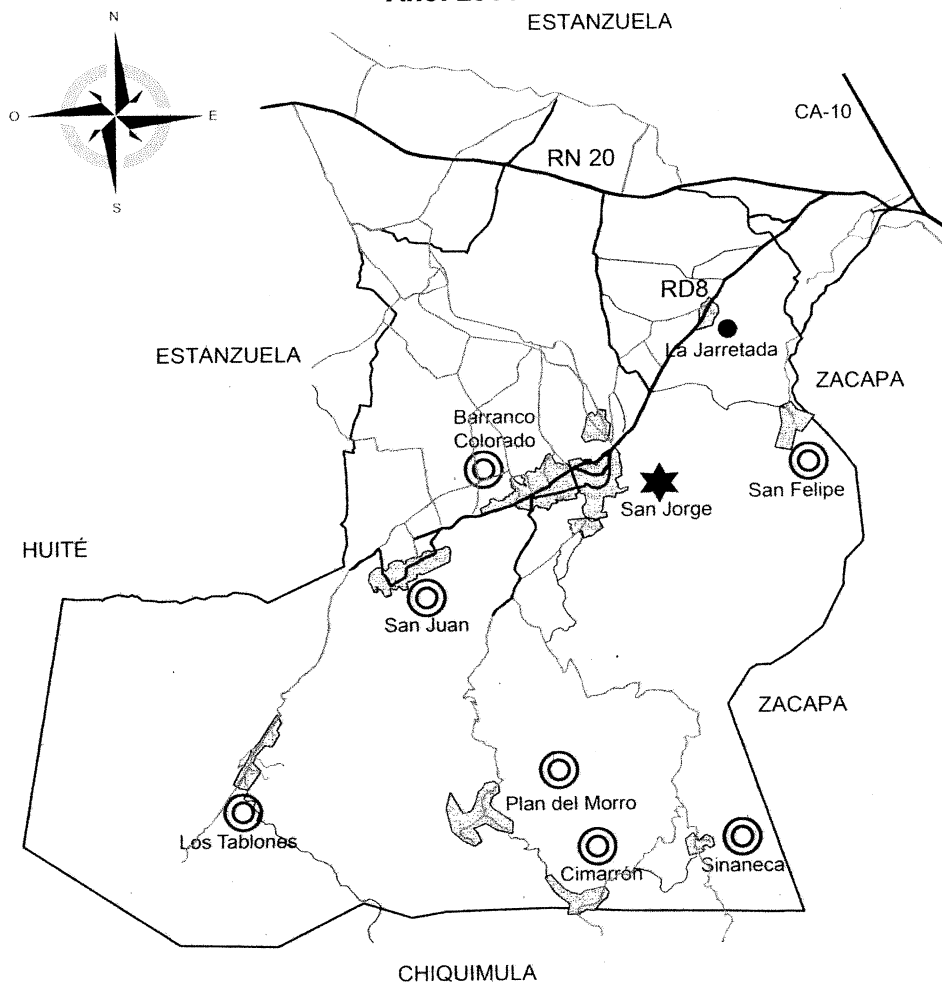 ESTANZUELA
N
O
E
S
CA-10
RN 20
RD8
La Jarretada
ESTANZUELA
ZACAPA
Barranco
Colorado
San Jorge
San Felipe
HUITÉ
San Juan
ZACAPA
Plan del Morro
Los Tablones
Cimarrón
Sinaneca
CHIQUIMULA